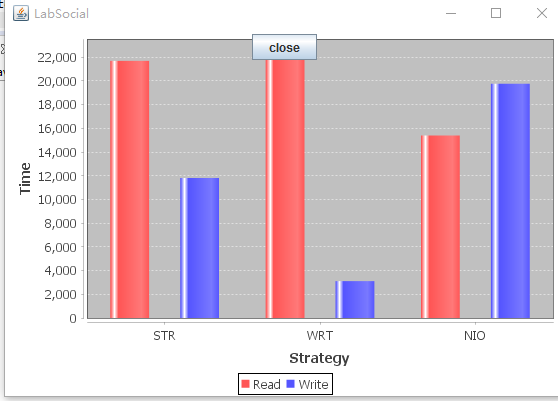 LabSocial
close
22,000
20,000
18,000
16,000
14,000
12,000
10,000
8,000
6,000
4,000
2,000
0
Time
STR WRT NIO
Strategy
Read Write